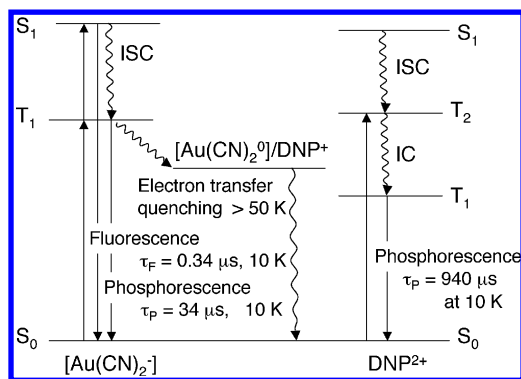 S₁
ISC
T₁
[Au(CN)₂⁰]/DNP⁺
Electron transfer
quenching > 50 K
Fluorescence
τF = 0.34 μs, 10 K
Phosphorescence
τP = 34 μs, 10 K
S₀
[Au(CN)₂⁻]
S₁
ISC
T₂
IC
T₁
Phosphorescence
τP = 940 μs
at 10 K
S₀
DNP²⁺